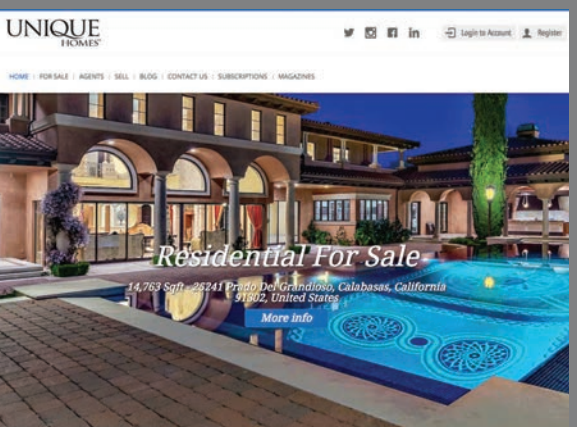 UNIQUE
HOMES
Login to Account Register
HOME | FOR SALE | AGENTS | SELL | BLOG | CONTACT US | SUBSCRIPTIONS | MAGAZINES
Residential For Sale
14,763 Sqft - 25241 Prado Del Grandioso, Calabasas, California
91302, United States
More info